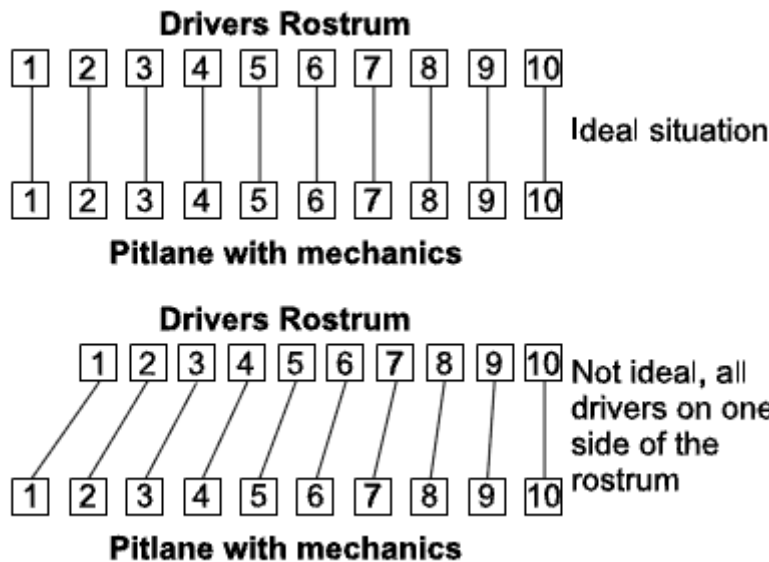 Drivers Rostrum
1 2 3 4 5 6 7 8 9 10
Ideal situation
1 2 3 4 5 6 7 8 9 10
Pitlane with mechanics
Drivers Rostrum
1 2 3 4 5 6 7 8 9 10
Not ideal, all
drivers on one
side of the
rostrum
1 2 3 4 5 6 7 8 9 10
Pitlane with mechanics